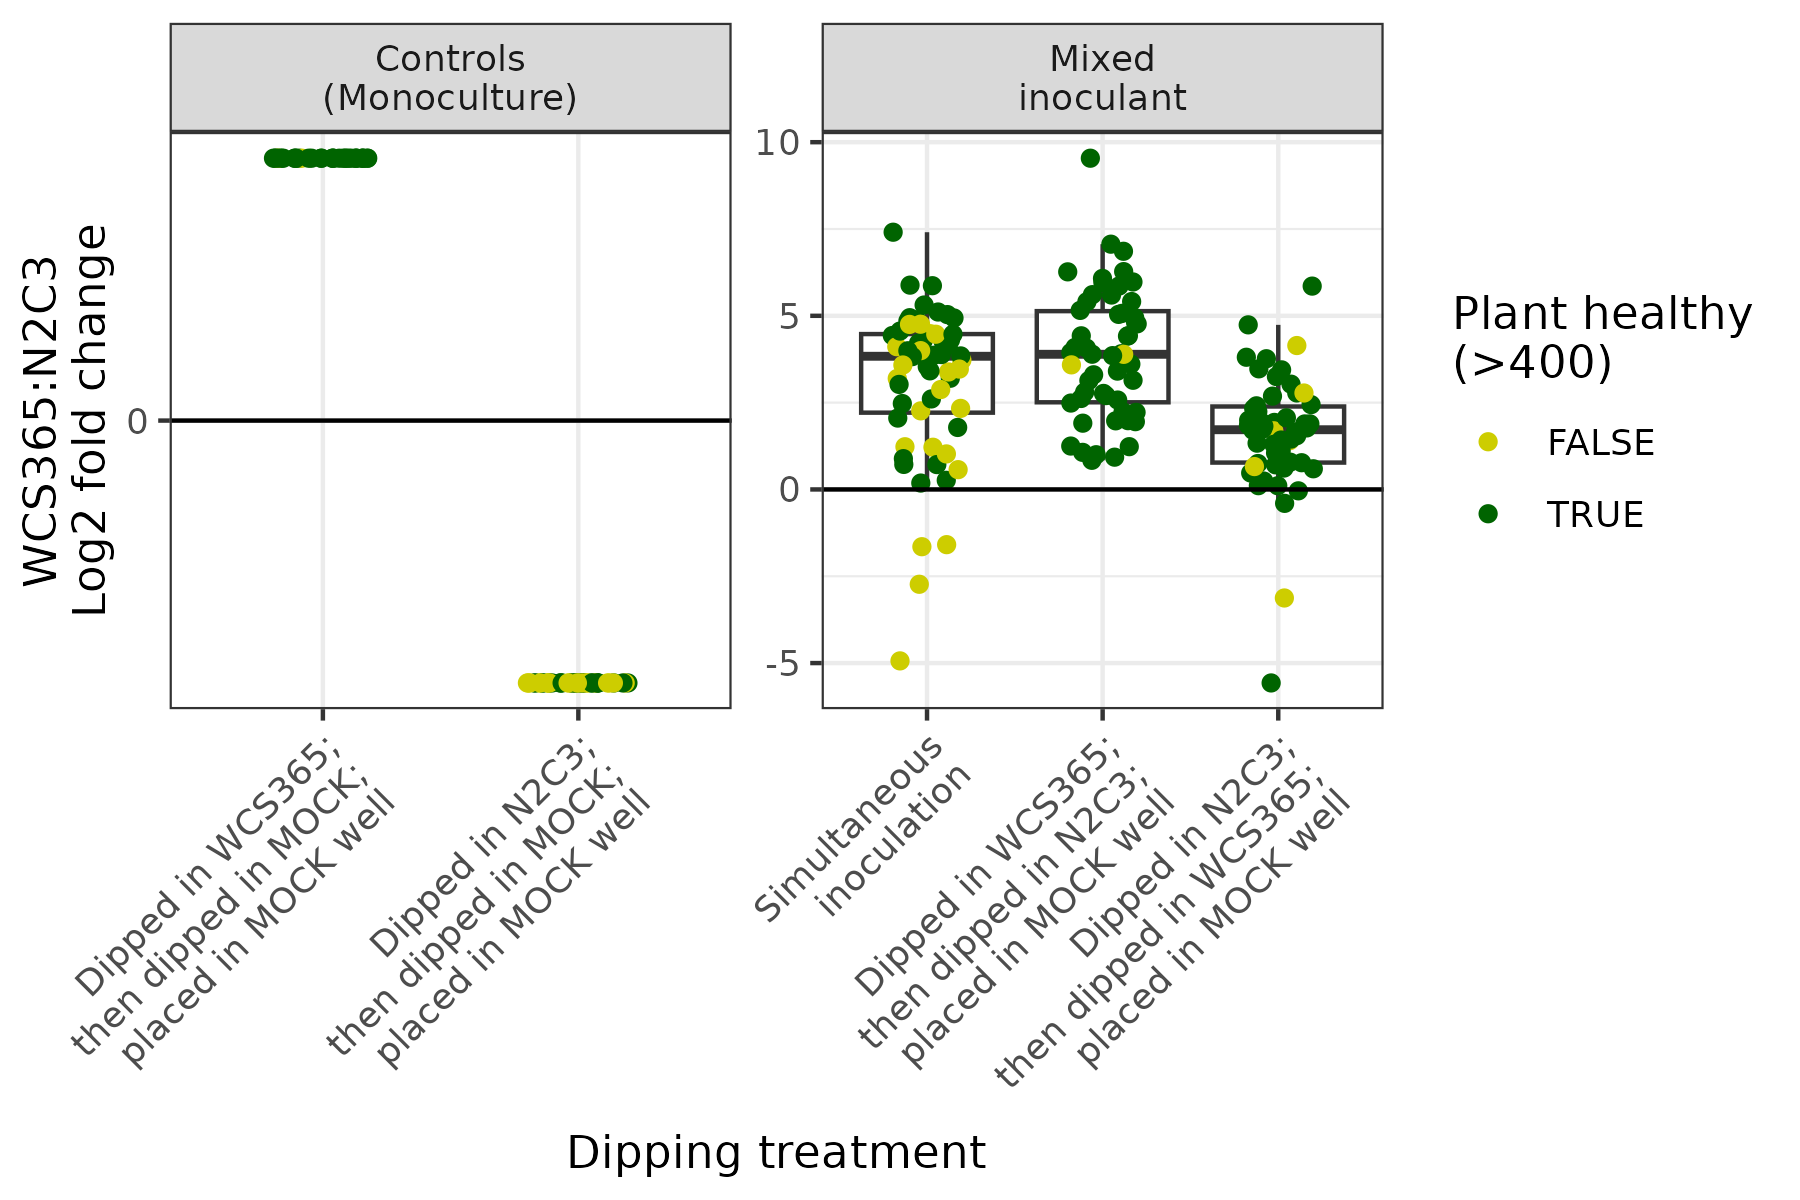 Controls
(Monoculture)
Mixed
inoculant
WCS365:N2C3
Log2 fold change
0
10
5
0
-5
Dipped in WCS365;
then dipped in MOCK;
placed in MOCK well
Dipped in N2C3;
then dipped in MOCK;
placed in MOCK well
Simultaneous
inoculation
Dipped in WCS365;
then dipped in N2C3;
placed in MOCK well
Dipped in N2C3;
then dipped in WCS365;
placed in MOCK well
Dipping treatment
Plant healthy
(>400)
FALSE
TRUE